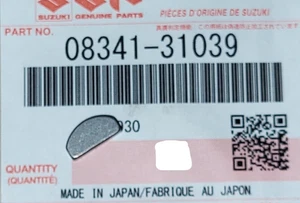 SUZUKI GENUINE PARTS
PIÈCES D'ORIGINE DE SUZUKI
PART NO.
08341-31039
030
QUANTITY
(QUANTITÉ)
MADE IN JAPAN/FABRIQUE AU JAPON